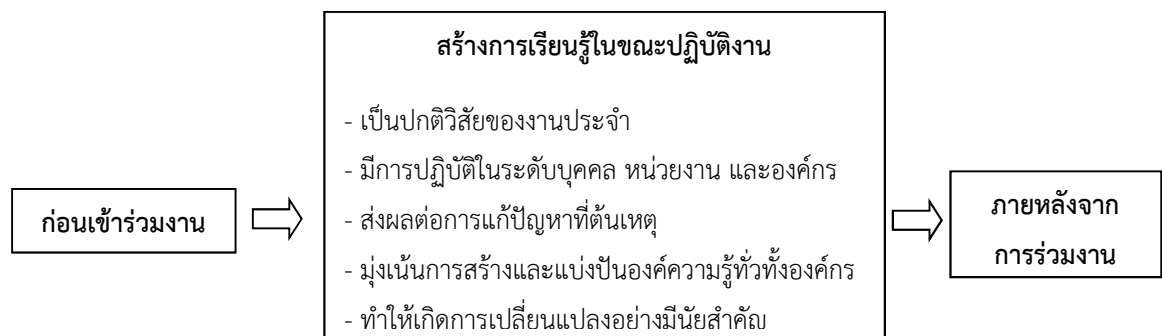 ก่อนเข้าร่วมงาน
สร้างการเรียนรู้ในขณะปฏิบัติงาน
- เป็นปกติวิสัยของงานประจำ
- มีการปฏิบัติในระดับบุคคล หน่วยงาน และองค์กร
- ส่งผลต่อการแก้ปัญหาที่ต้นเหตุ
- มุ่งเน้นการสร้างและแบ่งปันองค์ความรู้ทั่วทั้งองค์กร
- ทำให้เกิดการเปลี่ยนแปลงอย่างมีนัยสำคัญ
ภายหลังจาก
การร่วมงาน